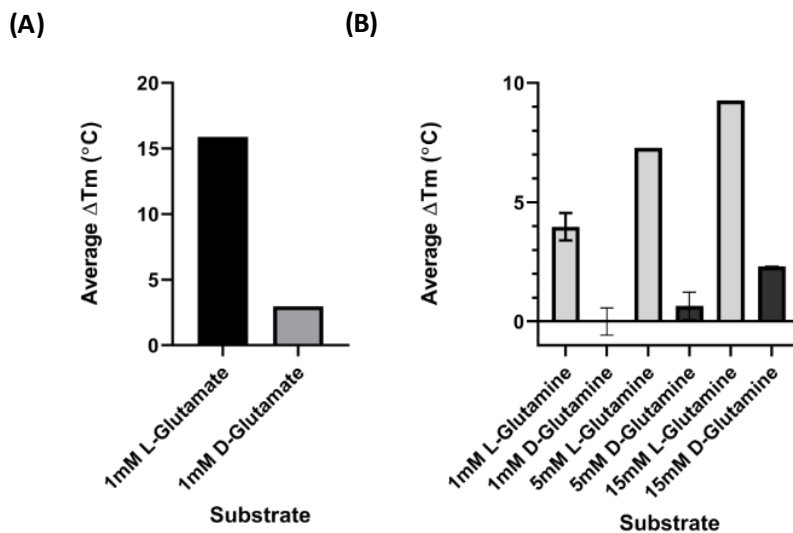 (A)
(B)
Average ΔTm (°C)
20
15
10
5
0
1mM L-Glutamate
1mM D-Glutamate
Substrate
Average ΔTm (°C)
10
5
0
1mM L-Glutamine
1mM D-Glutamine
5mM L-Glutamine
5mM D-Glutamine
15mM L-Glutamine
15mM D-Glutamine
Substrate